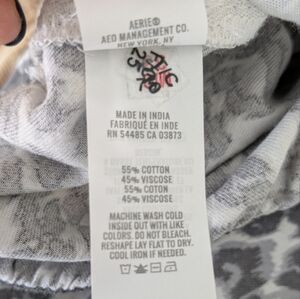 AERIE®
AEO MANAGEMENT CO.
NEW YORK, NY
MADE IN INDIA
FABRIQUÉ EN INDE
RN 54485 CA 03873
55% COTTON
45% VISCOSE
55% COTON
45% VISCOSE
MACHINE WASH COLD
INSIDE OUT WITH LIKE
COLORS. DO NOT BLEACH.
RESHAPE LAY FLAT TO DRY.
COOL IRON IF NEEDED.